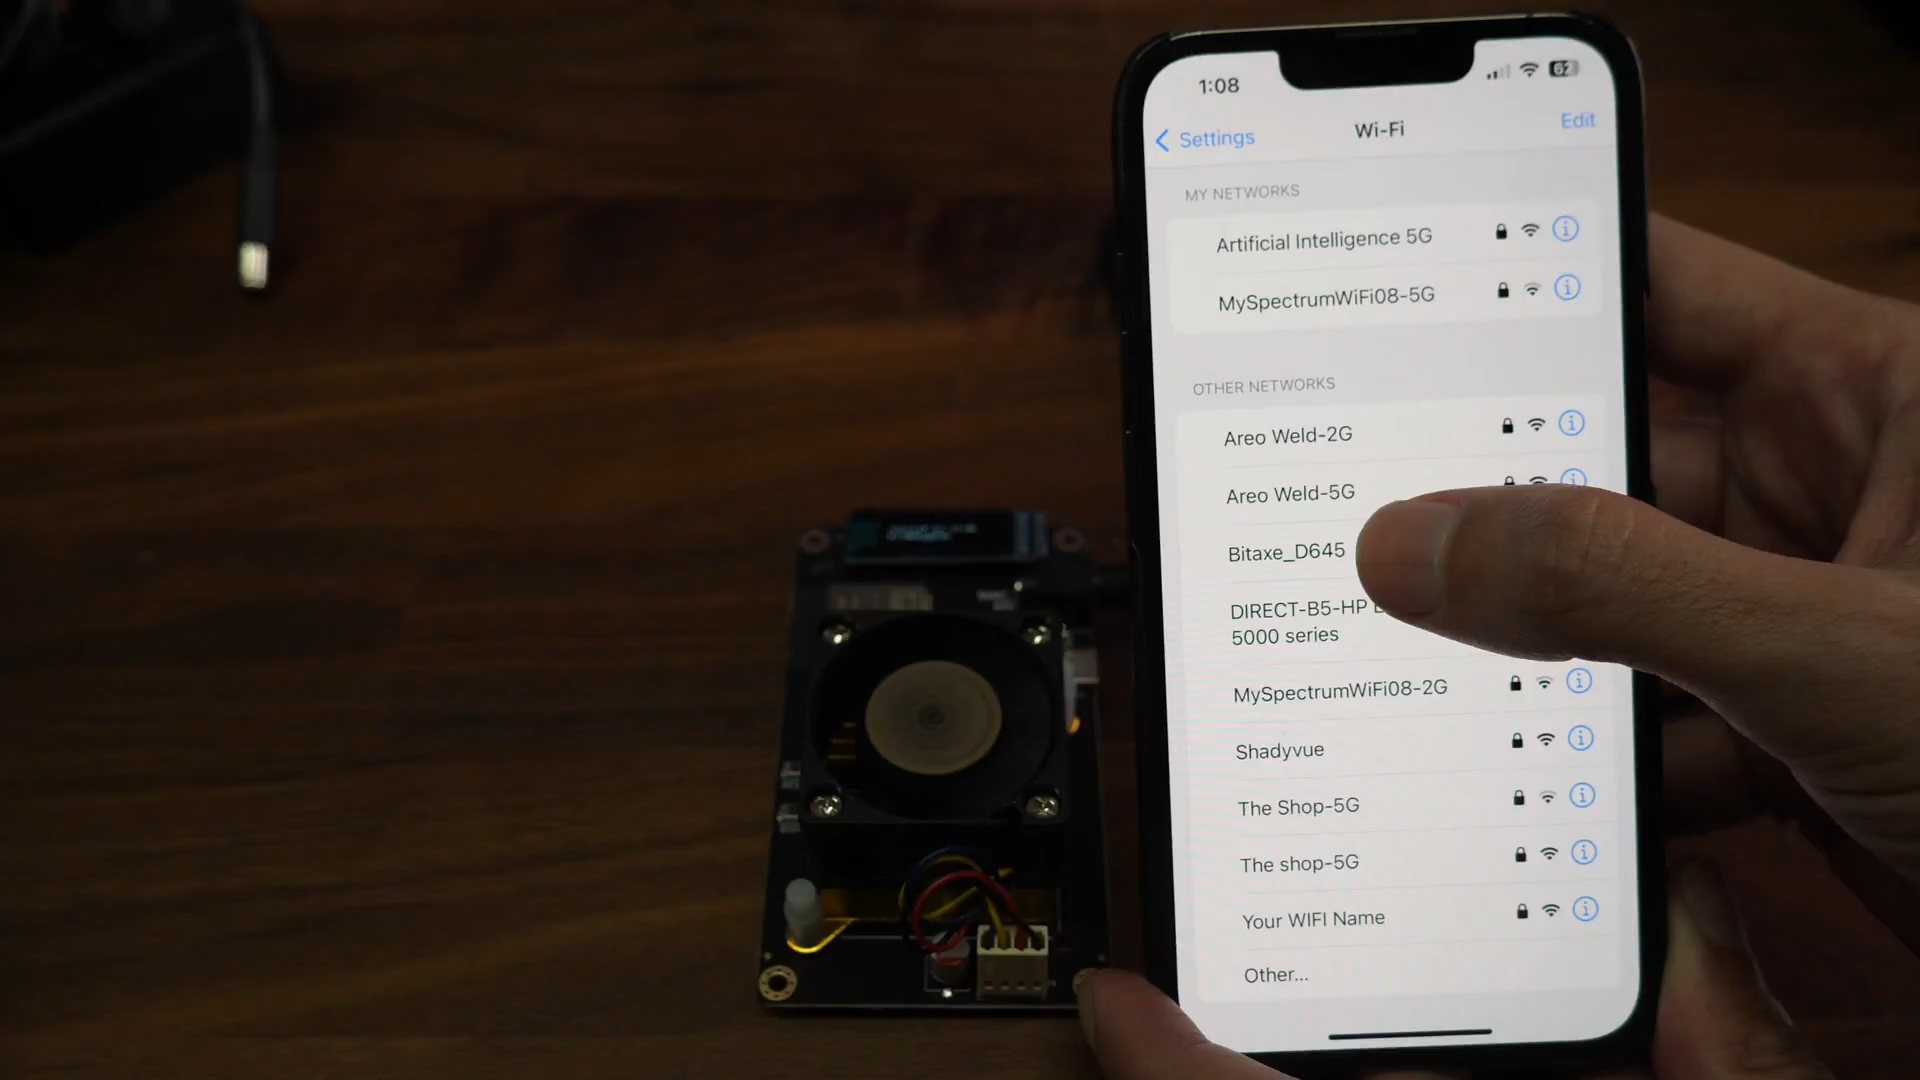 1:08
62
Settings
Wi-Fi
Edit
MY NETWORKS
Artificial Intelligence 5G
MySpectrumWiFi08-5G
OTHER NETWORKS
Areo Weld-2G
Areo Weld-5G
Bitaxe_D645
DIRECT-B5-HP
5000 series
MySpectrumWiFi08-2G
Shadyvue
The Shop-5G
The shop-5G
Your WIFI Name
Other...